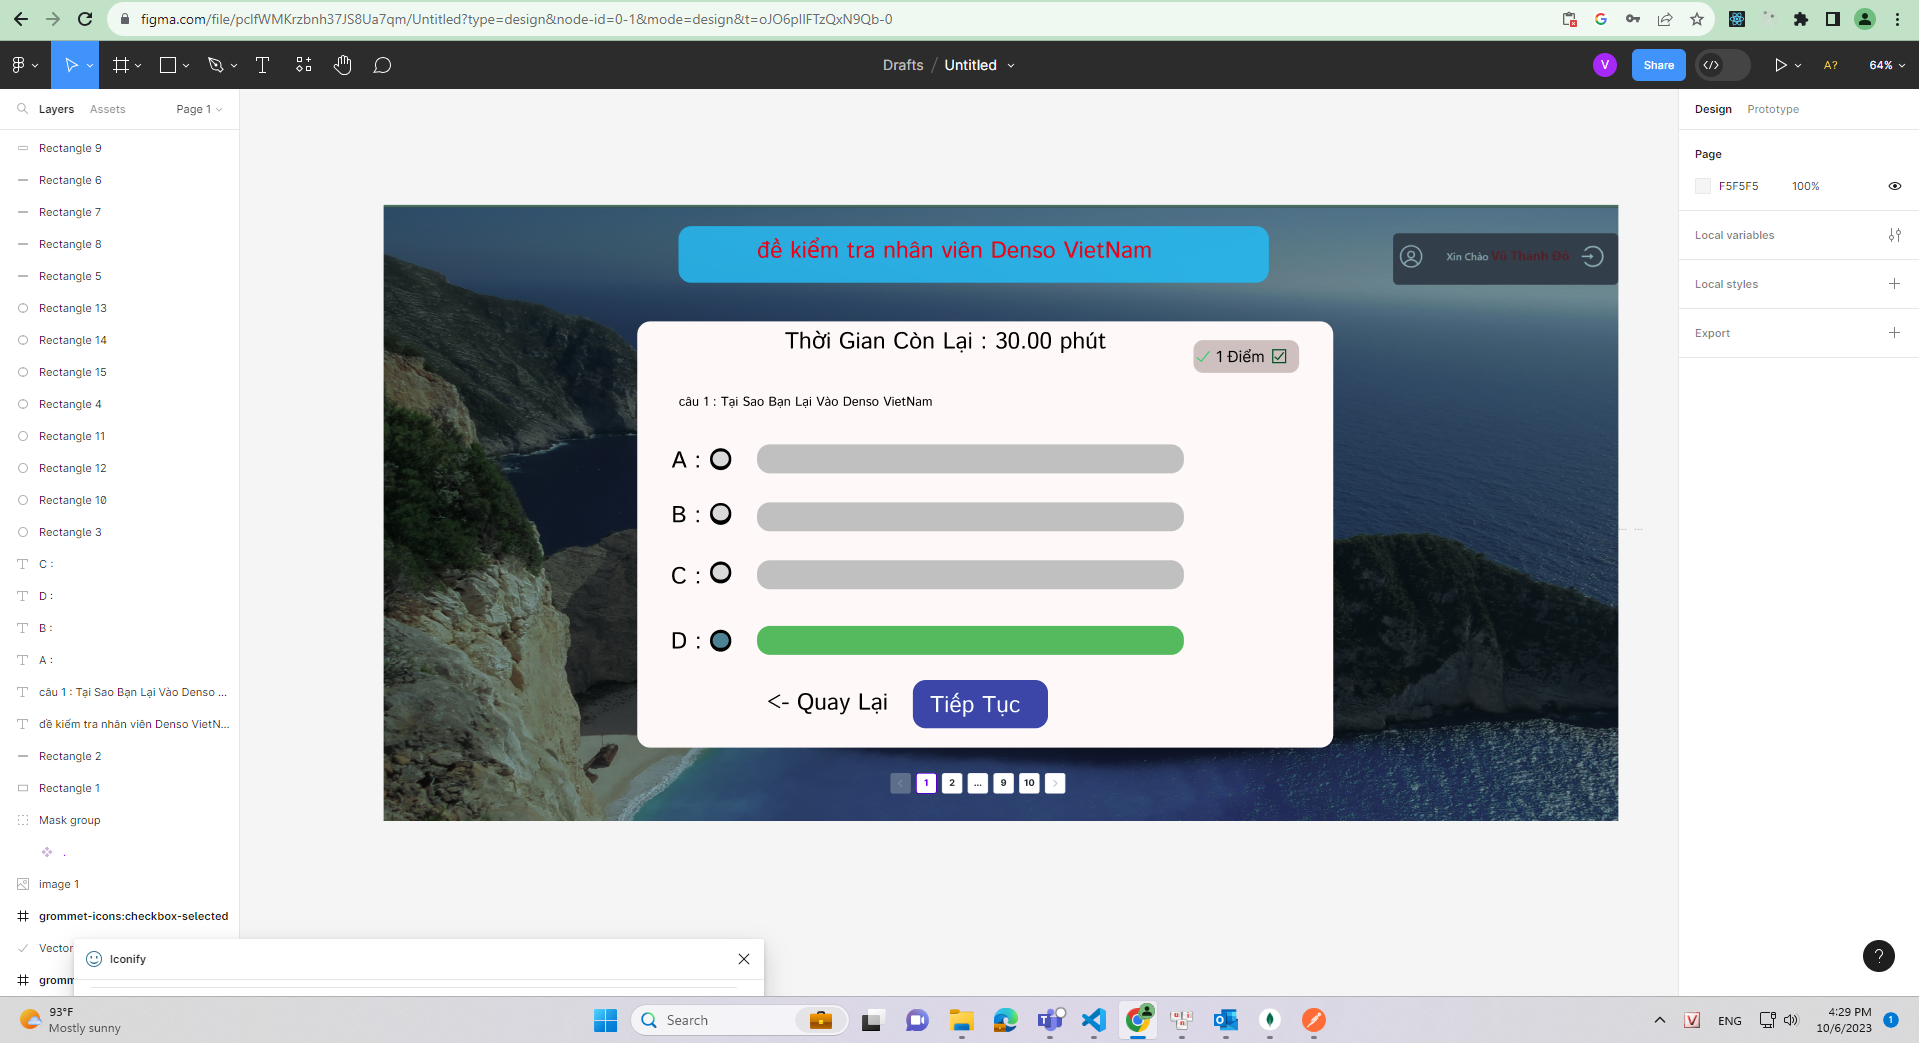 figma.com/file/pclfWMKrzbnh37JS8Ua7qm/Untitled?type=design&node-id=0-1&mode=design&t=oJO6pIlFTzQxN9Qb-0
Drafts / Untitled
V
Share
A?
64%
Layers
Assets
Page 1
Design
Prototype
Rectangle 9
Rectangle 6
Rectangle 7
Rectangle 8
Rectangle 5
Rectangle 13
Rectangle 14
Rectangle 15
Rectangle 4
Rectangle 11
Rectangle 12
Rectangle 10
Rectangle 3
C :
D :
B :
A :
câu 1 : Tại Sao Bạn Lại Vào Denso ...
đề kiểm tra nhân viên Denso VietN...
Rectangle 2
Rectangle 1
Mask group
.
image 1
grommet-icons:checkbox-selected
Vector
gromm
Page
F5F5F5
100%
Local variables
Local styles
Export
đề kiểm tra nhân viên Denso VietNam
Xin Chào Vũ Thành Đô
Thời Gian Còn Lại : 30.00 phút
1 Điểm
câu 1 : Tại Sao Bạn Lại Vào Denso VietNam
A :
B :
C :
D :
<- Quay Lại
Tiếp Tục
< 1 2 ... 9 10 >
Iconify
?
93°F
Mostly sunny
Search
ENG
4:29 PM
10/6/2023
1